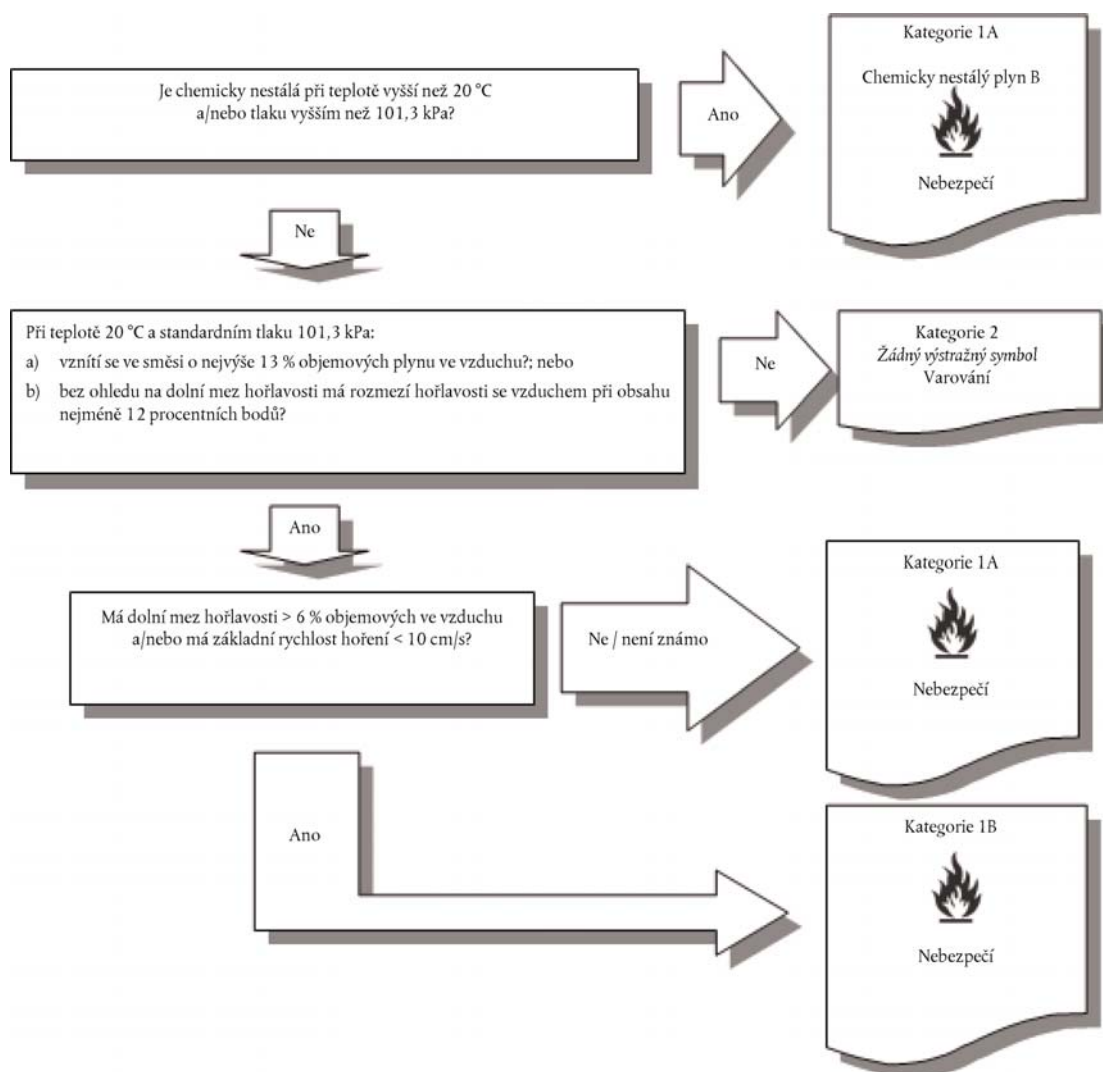 Je chemicky nestálá při teplotě vyšší než 20 °C
a/nebo tlaku vyšším než 101,3 kPa?
Ano
Kategorie 1A
Chemicky nestálý plyn B
Nebezpečí
Ne
Při teplotě 20 °C a standardním tlaku 101,3 kPa:
a) vznítí se ve směsi o nejvýše 13 % objemových plynu ve vzduchu?; nebo
b) bez ohledu na dolní mez hořlavosti má rozmezí hořlavosti se vzduchem při obsahu
nejméně 12 procentních bodů?
Ne
Kategorie 2
Žádný výstražný symbol
Varování
Ano
Má dolní mez hořlavosti > 6 % objemových ve vzduchu
a/nebo má základní rychlost hoření < 10 cm/s?
Ne / není známo
Kategorie 1A
Nebezpečí
Ano
Kategorie 1B
Nebezpečí